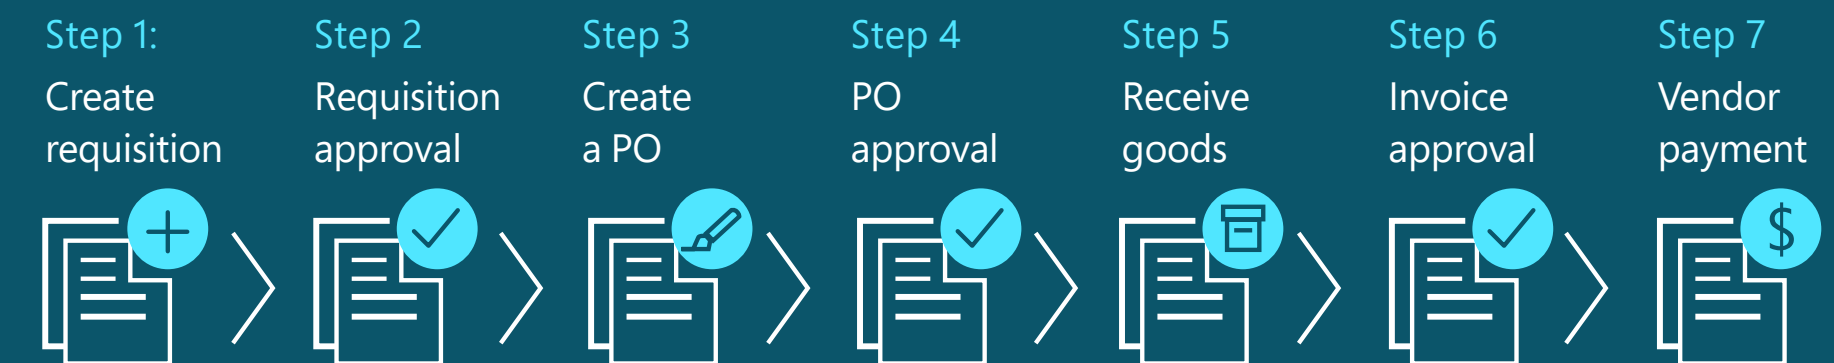 Step 1:
Create
requisition
Step 2
Requisition
approval
Step 3
Create
a PO
Step 4
PO
approval
Step 5
Receive
goods
Step 6
Invoice
approval
Step 7
Vendor
payment
$